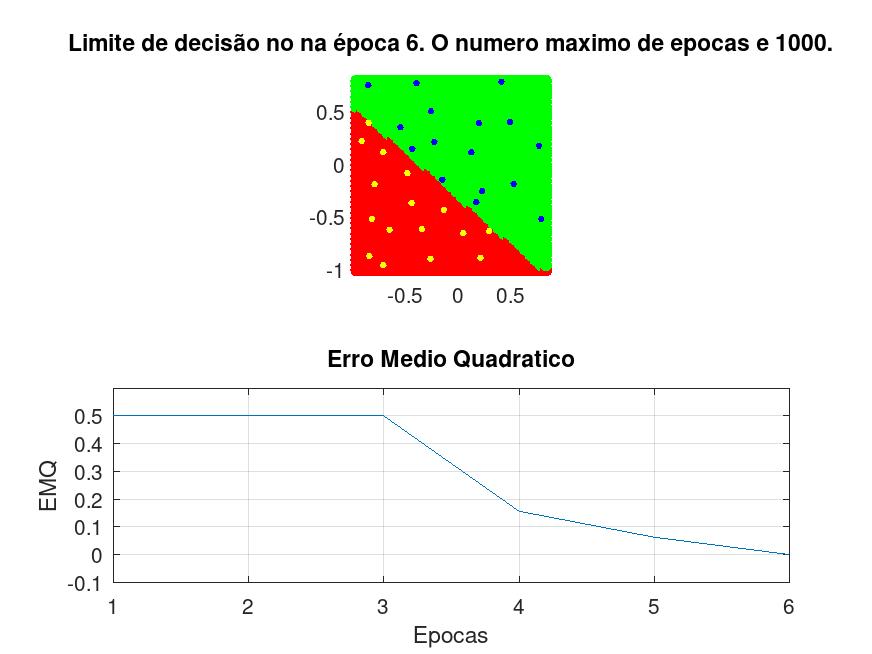 Limite de decisão no na época 6. O numero maximo de epocas e 1000.
0.5
0
-0.5
-1
-0.5 0 0.5
Erro Medio Quadratico
0.5
0.4
0.3
0.2
0.1
0
-0.1
EMQ
1 2 3 4 5 6
Epocas